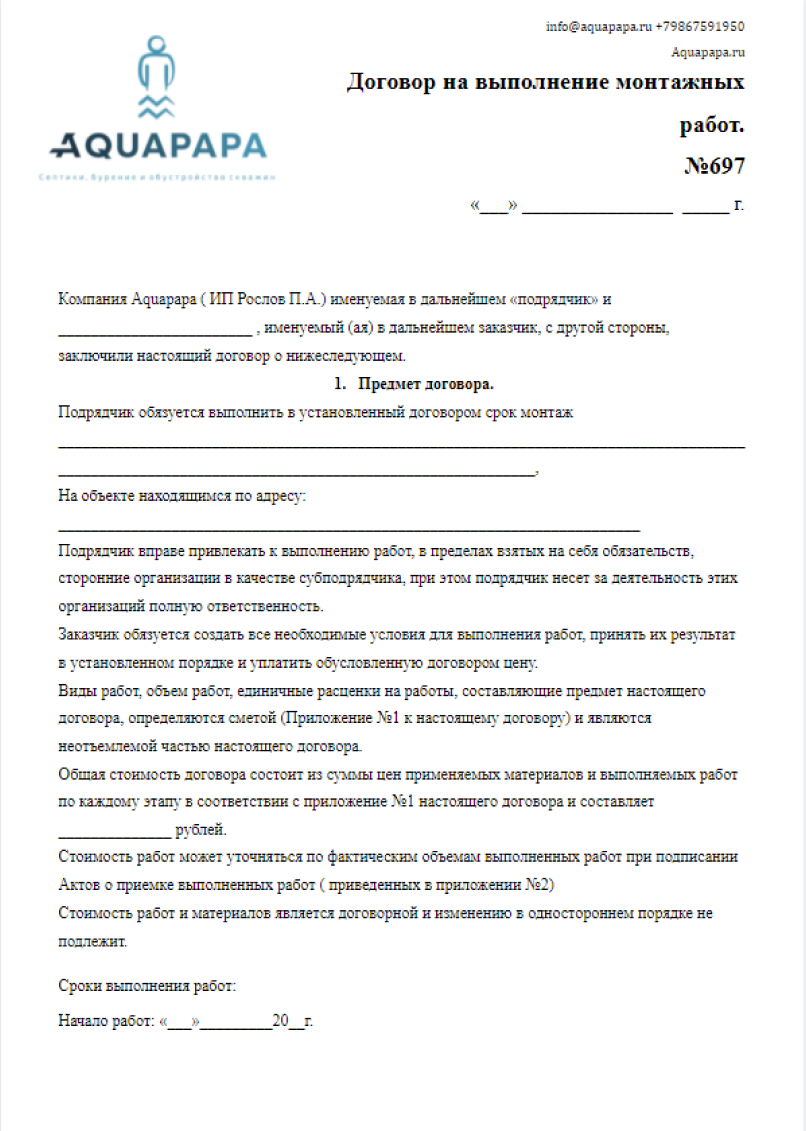 info@aquapapa.ru +79867591950
Aquapapa.ru
Договор на выполнение монтажных
работ.
№697
«___» ________________ _____ г.
AQUAPAPA
Септики, бурение и обустройство скважин
Компания Aquapapa ( ИП Рослов П.А.) именуемая в дальнейшем «подрядчик» и
________________________ , именуемый (ая) в дальнейшем заказчик, с другой стороны,
заключили настоящий договор о нижеследующем.
1. Предмет договора.
Подрядчик обязуется выполнить в установленный договором срок монтаж
_____________________________________________________________________________________
___________________________________________________________,
На объекте находящимся по адресу:
________________________________________________________________________
Подрядчик вправе привлекать к выполнению работ, в пределах взятых на себя обязательств,
сторонние организации в качестве субподрядчика, при этом подрядчик несет за деятельность этих
организаций полную ответственность.
Заказчик обязуется создать все необходимые условия для выполнения работ, принять их результат
в установленном порядке и уплатить обусловленную договором цену.
Виды работ, объем работ, единичные расценки на работы, составляющие предмет настоящего
договора, определяются сметой (Приложение №1 к настоящему договору) и являются
неотъемлемой частью настоящего договора.
Общая стоимость договора состоит из суммы цен применяемых материалов и выполняемых работ
по каждому этапу в соответствии с приложение №1 настоящего договора и составляет
______________ рублей.
Стоимость работ может уточняться по фактическим объемам выполненных работ при подписании
Актов о приемке выполненных работ ( приведенных в приложении №2)
Стоимость работ и материалов является договорной и изменению в одностороннем порядке не
подлежит.
Сроки выполнения работ:
Начало работ: «___»_________20__г.